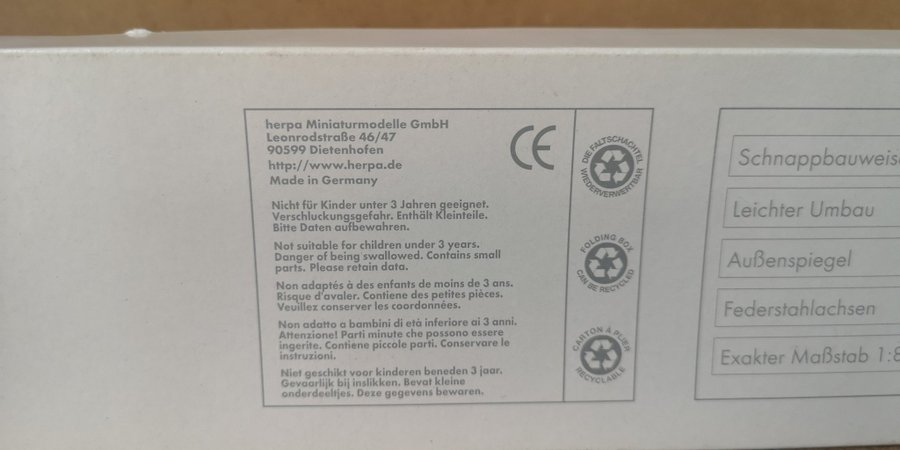 herpa Miniaturmodelle GmbH
Leonrodstraße 46/47
90599 Dietenhofen
http://www.herpa.de
Made in Germany
Nicht für Kinder unter 3 Jahren geeignet.
Verschluckungsgefahr. Enthält Kleinteile.
Bitte Daten aufbewahren.
Not suitable for children under 3 years.
Danger of being swallowed. Contains small
parts. Please retain data.
Non adaptés à des enfants de moins de 3 ans.
Risque d'avaler. Contiene des petites pièces.
Veuillez conserver les coordonnées.
Non adatto a bambini di età inferiore ai 3 anni.
Attenzione! Parti minute che possono essere
ingerite. Contiene piccole parti. Conservare le
instruzioni.
Niet geschikt voor kinderen beneden 3 jaar.
Gevaarlijk bij inslikken. Bevat kleine
onderdeeltjes. Deze gegevens bewaren.
CE
DIE FALTSCHACHTEL
WIEDERVERWERTBAR
FOLDING BOX
CAN BE RECYCLED
CARTON À PLIER
RECYCLABLE
Schnappbauweise
Leichter Umbau
Außenspiegel
Federstahlachsen
Exakter Maßstab 1:8